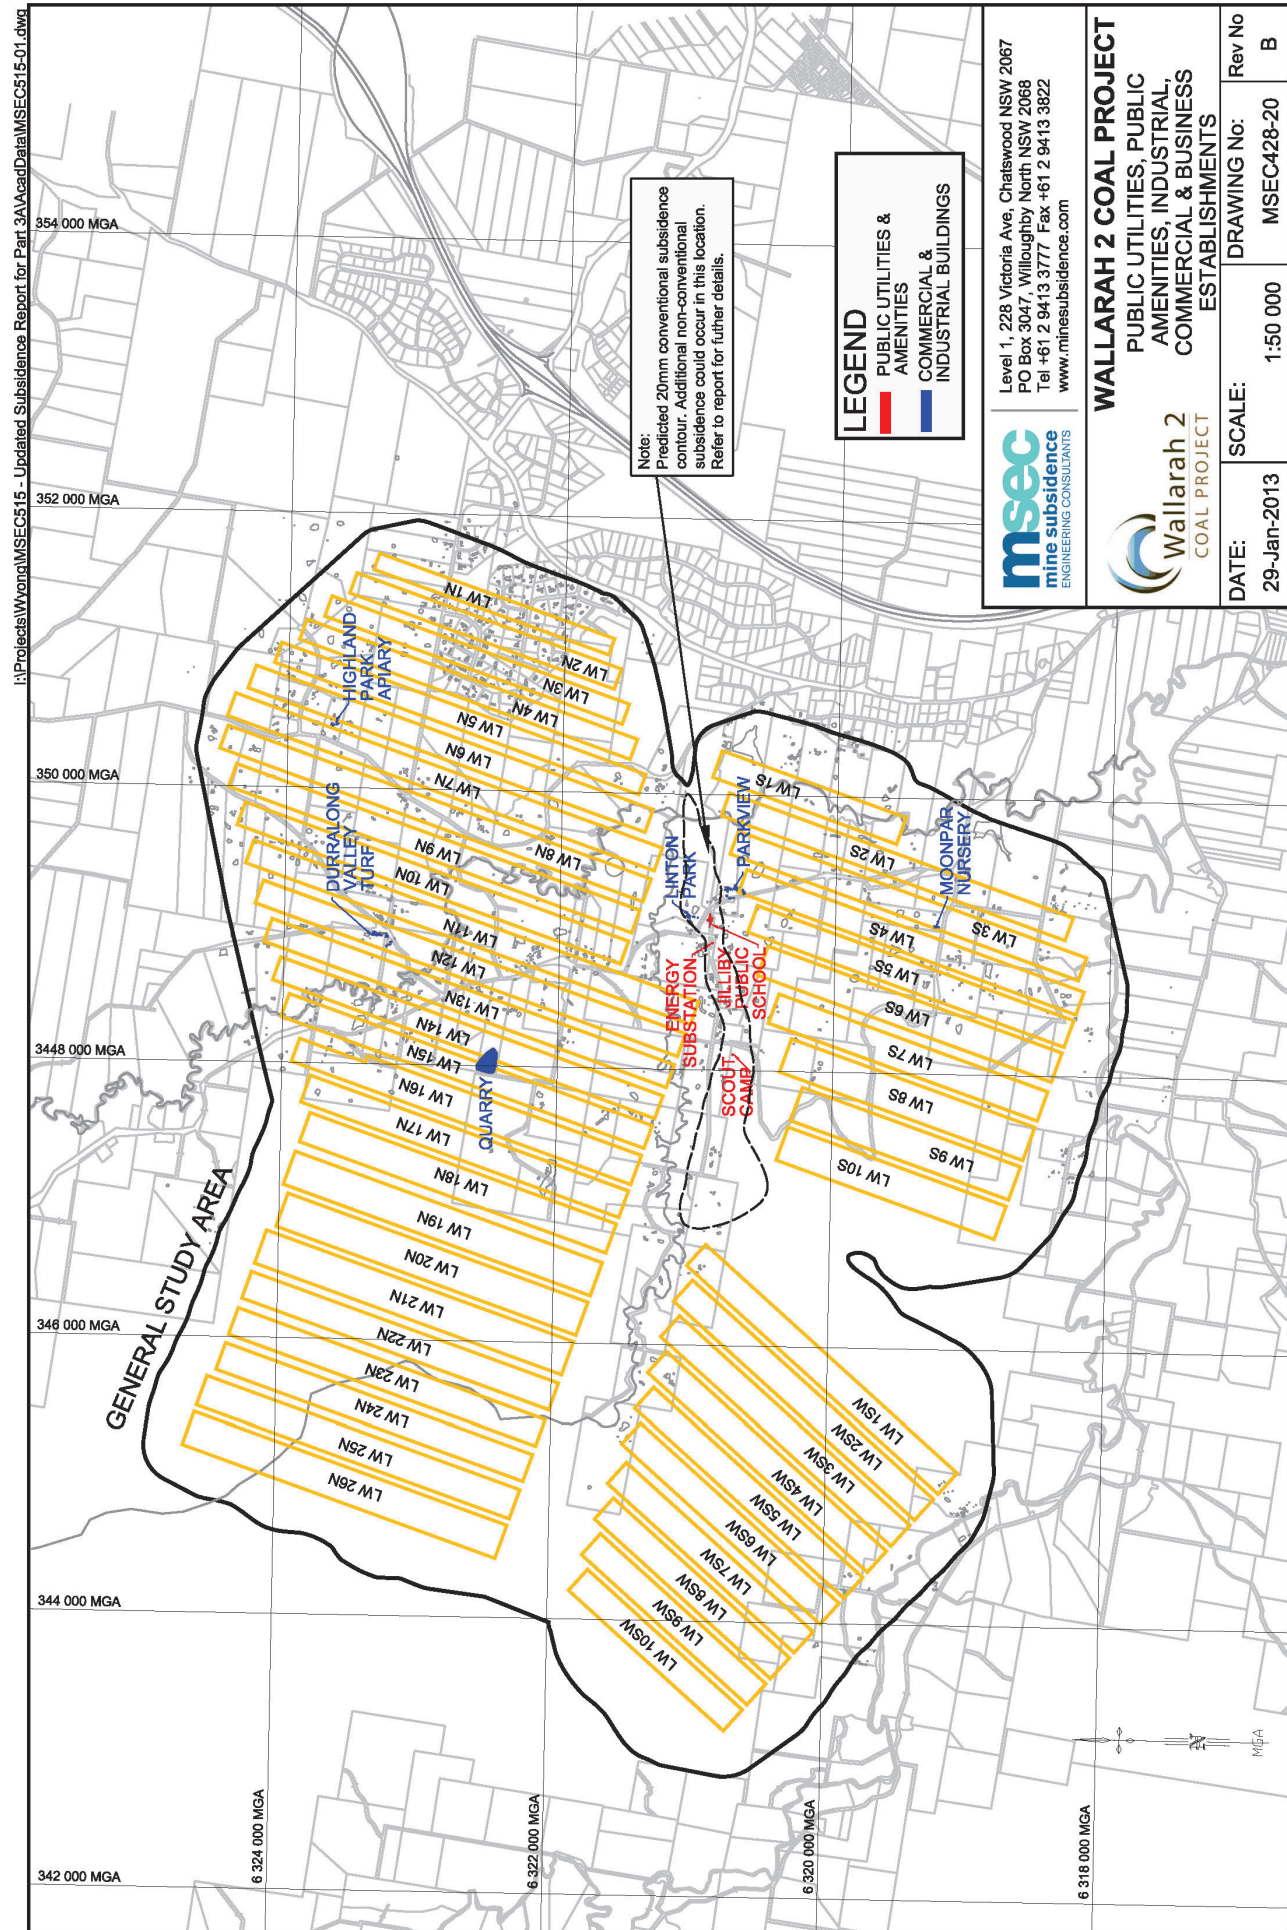 I:\Projects\Wyong\MSEC515 - Updated Subsidence Report for Part 3A\AcadData\MSEC515-01.dwg
342 000 MGA
344 000 MGA
346 000 MGA
3448 000 MGA
350 000 MGA
352 000 MGA
354 000 MGA
6 324 000 MGA
6 322 000 MGA
6 320 000 MGA
6 318 000 MGA
GENERAL STUDY AREA
LW 26N
LW 25N
LW 24N
LW 23N
LW 22N
LW 21N
LW 20N
LW 19N
LW 18N
LW 17N
LW 16N
LW 15N
LW 14N
LW 13N
LW 12N
LW 11N
LW 10N
LW 9N
LW 8N
LW 7N
LW 6N
LW 5N
LW 4N
LW 3N
LW 2N
LW 1N
QUARRY
DURRALONG
VALLEY
TURF
HIGHLAND
PARK
APIARY
LINTON
PARK
PARKVIEW
MOONPAR
NURSERY
ENERGY
SUBSTATION
JILLIBY
PUBLIC
SCHOOL
SCOUT
CAMP
LW 10SW
LW 9SW
LW 8SW
LW 7SW
LW 6SW
LW 5SW
LW 4SW
LW 3SW
LW 2SW
LW 1SW
LW 10S
LW 9S
LW 8S
LW 7S
LW 6S
LW 5S
LW 4S
LW 3S
LW 2S
LW 1S
Note:
Predicted 20mm conventional subsidence
contour. Additional non-conventional
subsidence could occur in this location.
Refer to report for futher details.
LEGEND
PUBLIC UTILITIES &
AMENITIES
COMMERCIAL &
INDUSTRIAL BUILDINGS
N
MGA
msec
mine subsidence
ENGINEERING CONSULTANTS
Level 1, 228 Victoria Ave, Chatswood NSW 2067
PO Box 3047, Willoughby North NSW 2068
Tel +61 2 9413 3777 Fax +61 2 9413 3822
www.minesubsidence.com
Wallarah 2
COAL PROJECT
WALLARAH 2 COAL PROJECT
PUBLIC UTILITIES, PUBLIC
AMENITIES, INDUSTRIAL,
COMMERCIAL & BUSINESS
ESTABLISHMENTS
DATE:
29-Jan-2013
SCALE:
1:50 000
DRAWING No:
MSEC428-20
Rev No
B